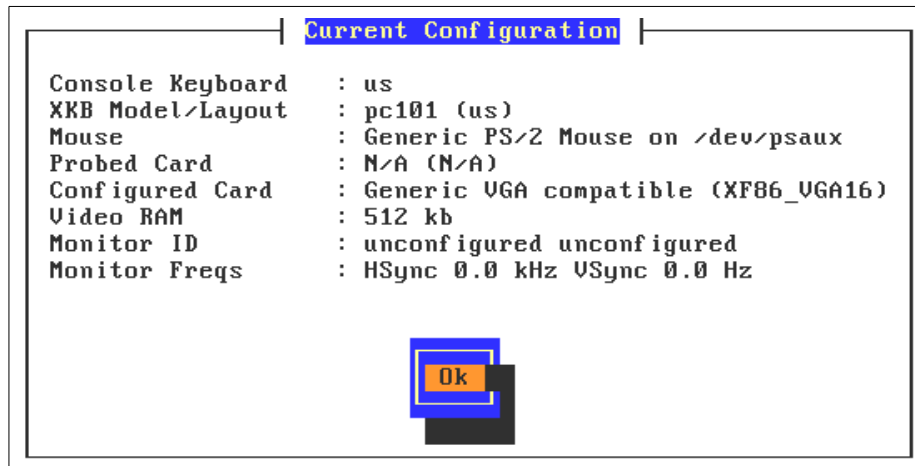 Current Configuration
Console Keyboard : us
XKB Model/Layout : pc101 (us)
Mouse : Generic PS/2 Mouse on /dev/psaux
Probed Card : N/A (N/A)
Configured Card : Generic VGA compatible (XF86_VGA16)
Video RAM : 512 kb
Monitor ID : unconfigured unconfigured
Monitor Freqs : HSync 0.0 kHz VSync 0.0 Hz
Ok